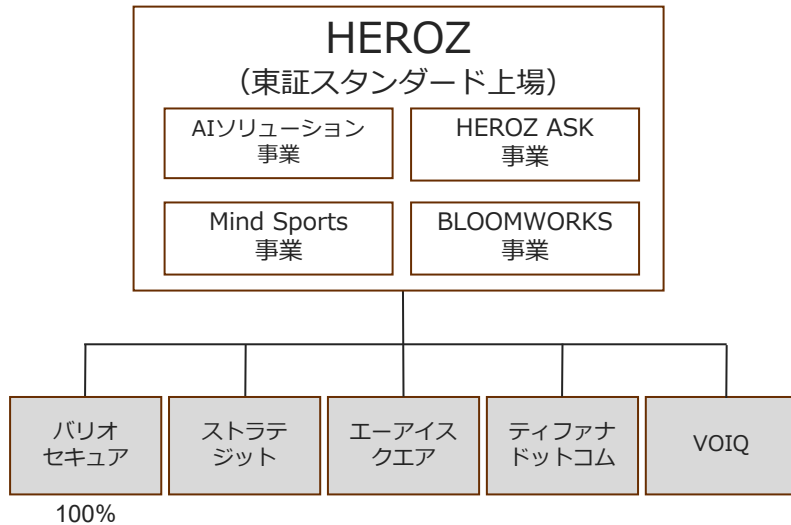 HEROZ
（東証スタンダード上場）
AIソリューション
事業
HEROZ ASK
事業
Mind Sports
事業
BLOOMWORKS
事業
バリオ
セキュア
ストラテ
ジット
エーアイス
クエア
ティファナ
ドットコム
VOIQ
100%